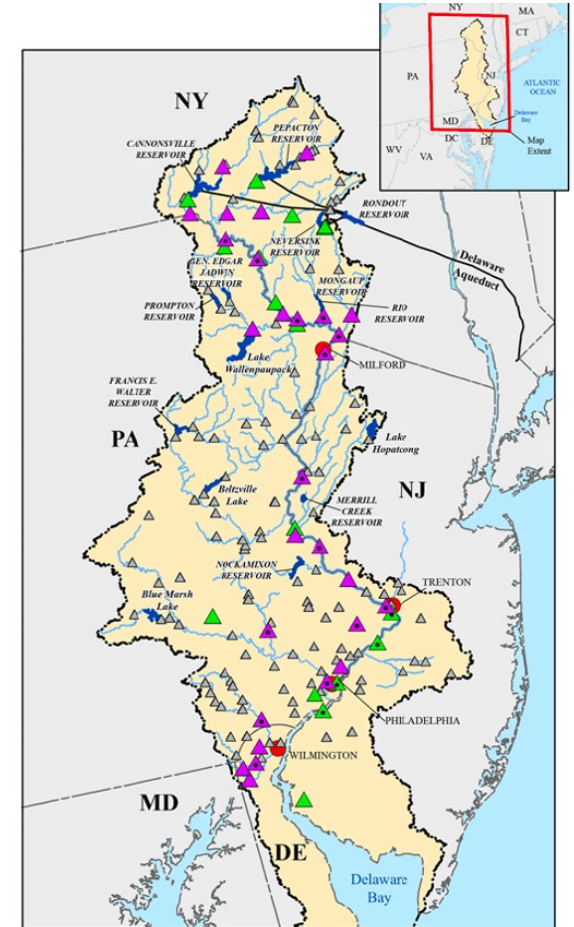 NY
MA
CT
PA
NJ
ATLANTIC
OCEAN
Delaware
Bay
MD
DC
DE
WV
VA
Map
Extent
NY
PEPACTON
RESERVOIR
CANNONSVILLE
RESERVOIR
RONDOUT
RESERVOIR
NEVERSINK
RESERVOIR
Delaware
Aqueduct
GEN. EDGAR
JADWIN
RESERVOIR
MONGAUP
RESERVOIR
PROMPTON
RESERVOIR
RIO
RESERVOIR
MILFORD
Lake
Wallenpaupack
FRANCIS E.
WALTER
RESERVOIR
PA
Lake
Hopatcong
NJ
Beltzville
Lake
MERRILL
CREEK
RESERVOIR
NOCKAMIXON
RESERVOIR
TRENTON
Blue Marsh
Lake
PHILADELPHIA
WILMINGTON
MD
DE
Delaware
Bay